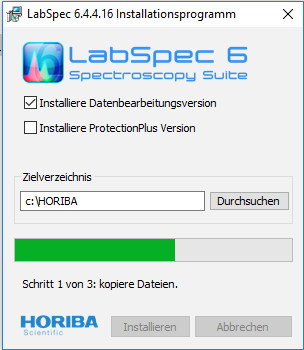 LabSpec 6.4.4.16 Installationsprogramm
LabSpec 6
Spectroscopy Suite
Installiere Datenbearbeitungsversion
Installiere ProtectionPlus Version
Zielverzeichnis
c:\HORIBA
Durchsuchen
Schritt 1 von 3: kopiere Dateien.
HORIBA
Scientific
Installieren
Abbrechen